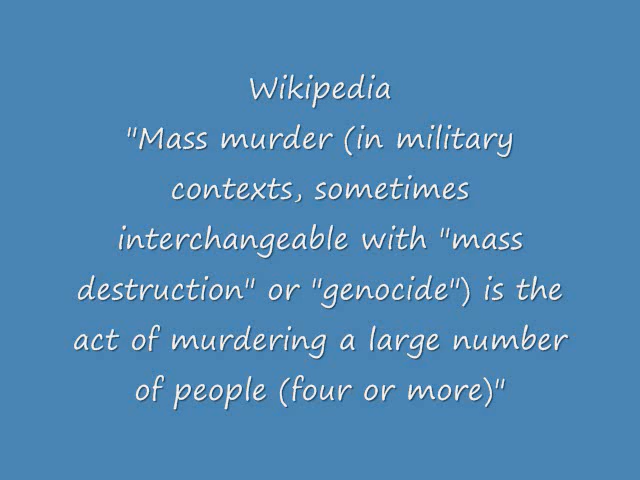 Wikipedia
"Mass murder (in military
contexts, sometimes
interchangeable with "mass
destruction" or "genocide") is the
act of murdering a large number
of people (four or more)"